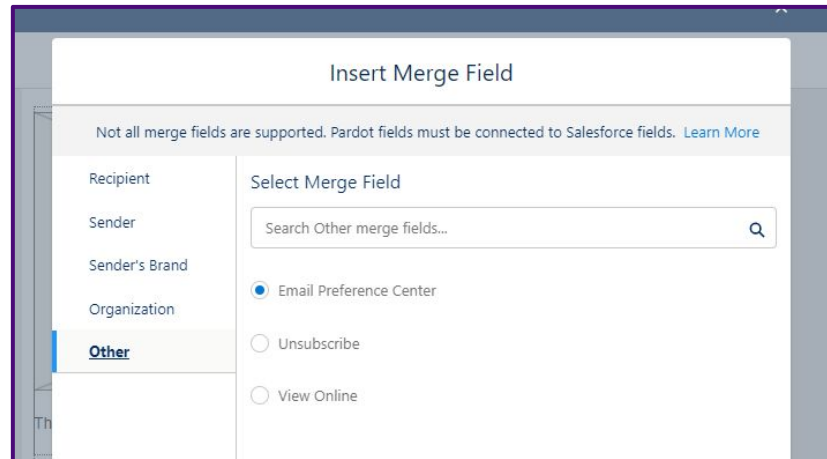 Insert Merge Field
Not all merge fields are supported. Pardot fields must be connected to Salesforce fields. Learn More
Recipient
Select Merge Field
Sender
Search Other merge fields...
Sender's Brand
Email Preference Center
Organization
Unsubscribe
Other
View Online
Th